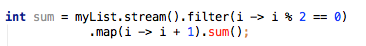 int sum = myList.stream().filter(i -> i % 2 == 0)
.map(i -> i + 1).sum();